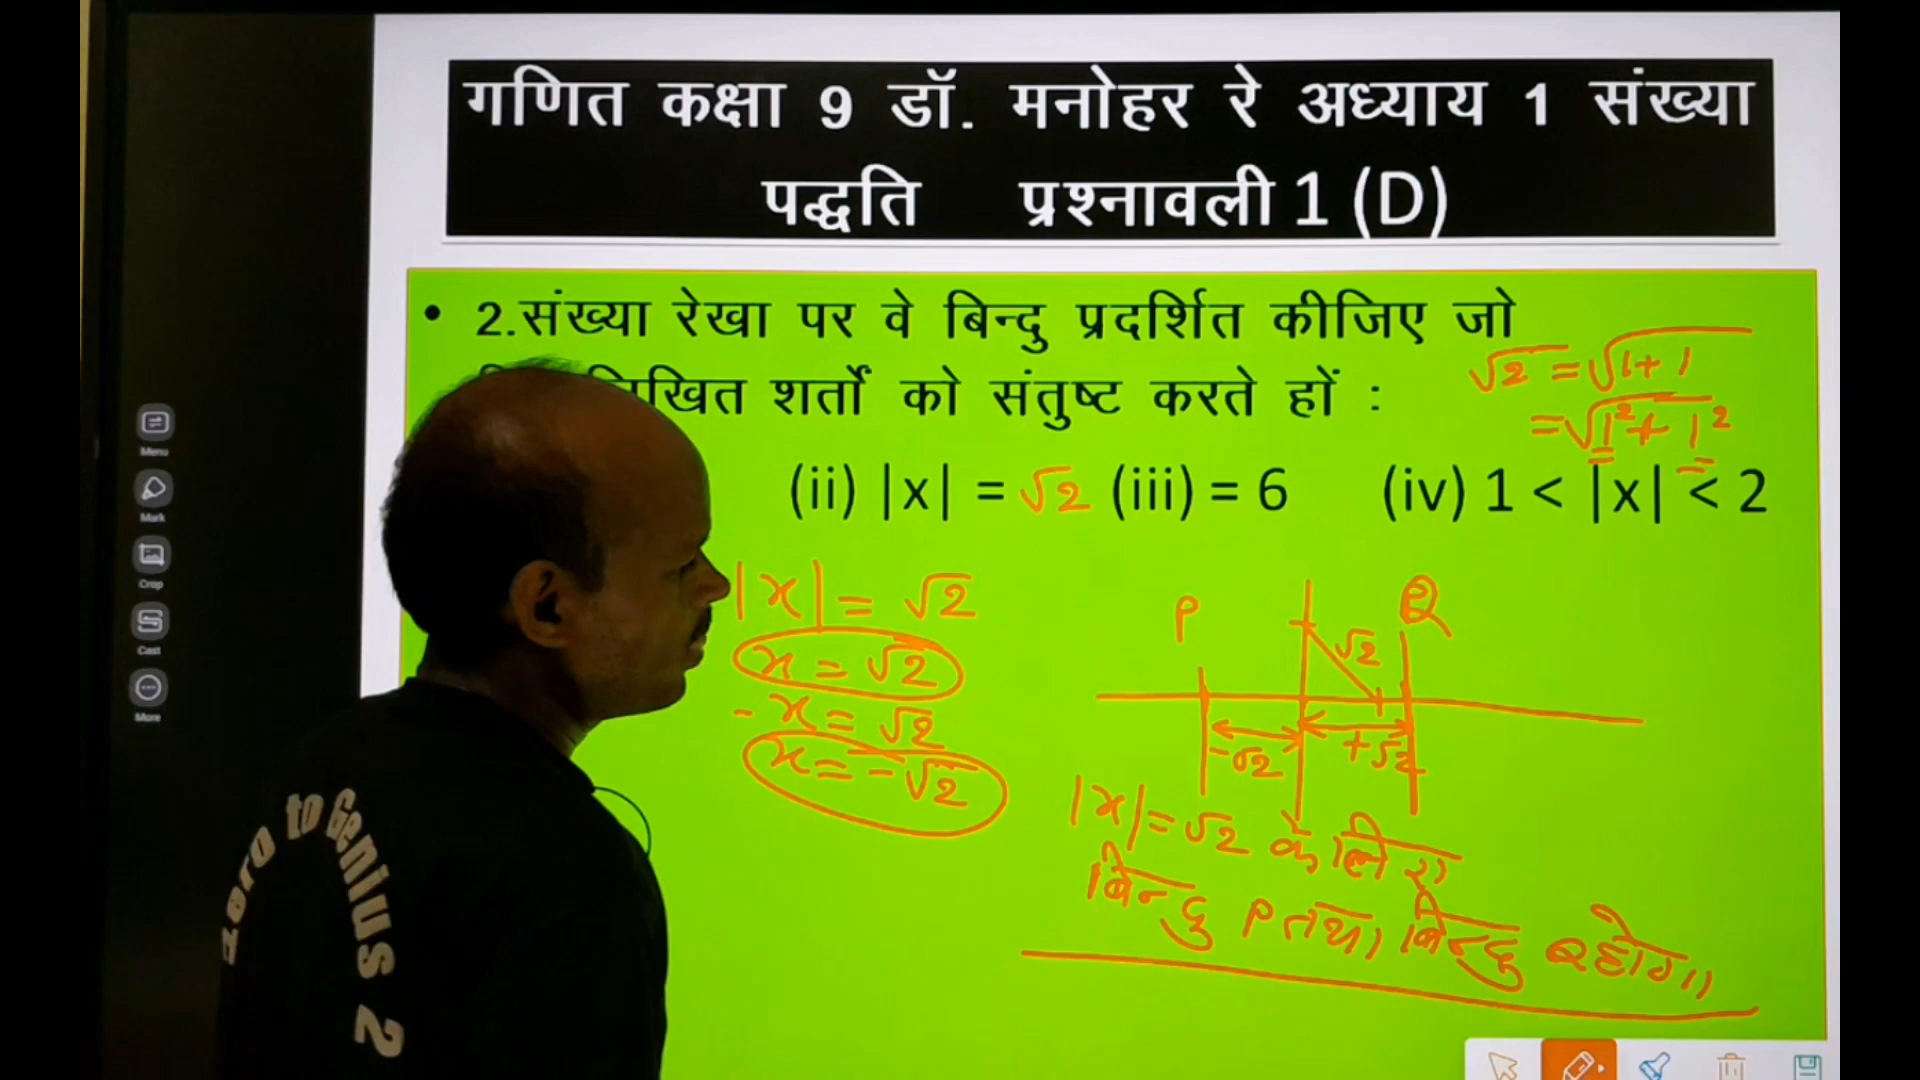 गणित कक्षा 9 डॉ. मनोहर रे अध्याय 1 संख्या
पद्धति प्रश्नावली 1 (D)
• 2.संख्या रेखा पर वे बिन्दु प्रदर्शित कीजिए जो
शर्तों को संतुष्ट करते हों :
√2 = √1+1
= √1²+1²
(ii) |x| = √2 (iii) = 6 (iv) 1 < |x| < 2
|x| = √2
x = √2
-x = √2
x = -√2
P Q
√2
-√2 +√2
|x| = √2 के लिए
बिन्दु P तथा बिन्दु Q होगा।
Menu
Mark
Crop
Cast
More
Zero to Genius 2